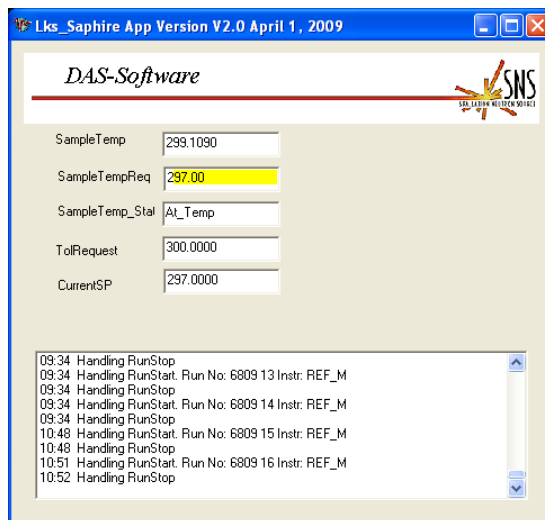 Lks_Saphire App Version V2.0 April 1, 2009
DAS-Software
SNS
SPALLATION NEUTRON SOURCE
SampleTemp 299.1090
SampleTempReq 297.00
SampleTemp_Stat At_Temp
TolRequest 300.0000
CurrentSP 297.0000
09:34 Handling RunStop
09:34 Handling RunStart. Run No: 6809 13 Instr: REF_M
09:34 Handling RunStop
09:34 Handling RunStart. Run No: 6809 14 Instr: REF_M
09:34 Handling RunStop
10:48 Handling RunStart. Run No: 6809 15 Instr: REF_M
10:48 Handling RunStop
10:51 Handling RunStart. Run No: 6809 16 Instr: REF_M
10:52 Handling RunStop